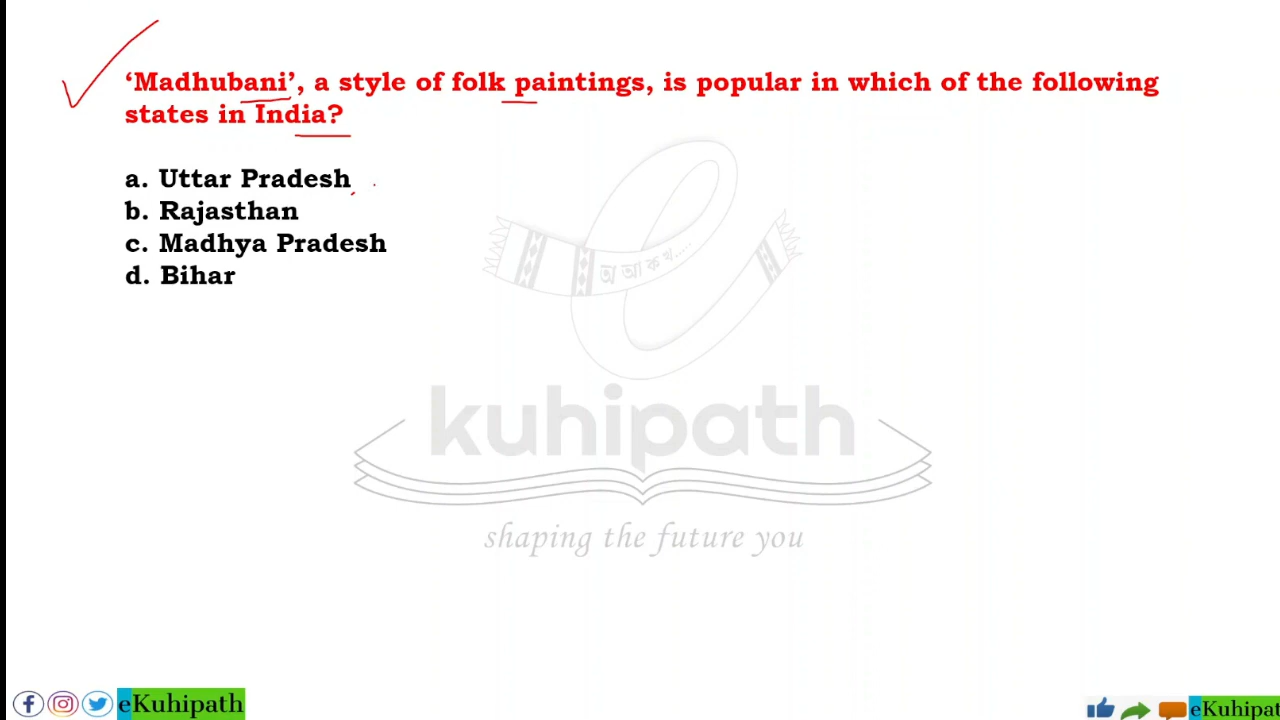 ‘Madhubani’, a style of folk paintings, is popular in which of the following
states in India?
a. Uttar Pradesh
b. Rajasthan
c. Madhya Pradesh
d. Bihar
অ আ ক খ.....
kuhipath
shaping the future you
eKuhipath
eKuhipat